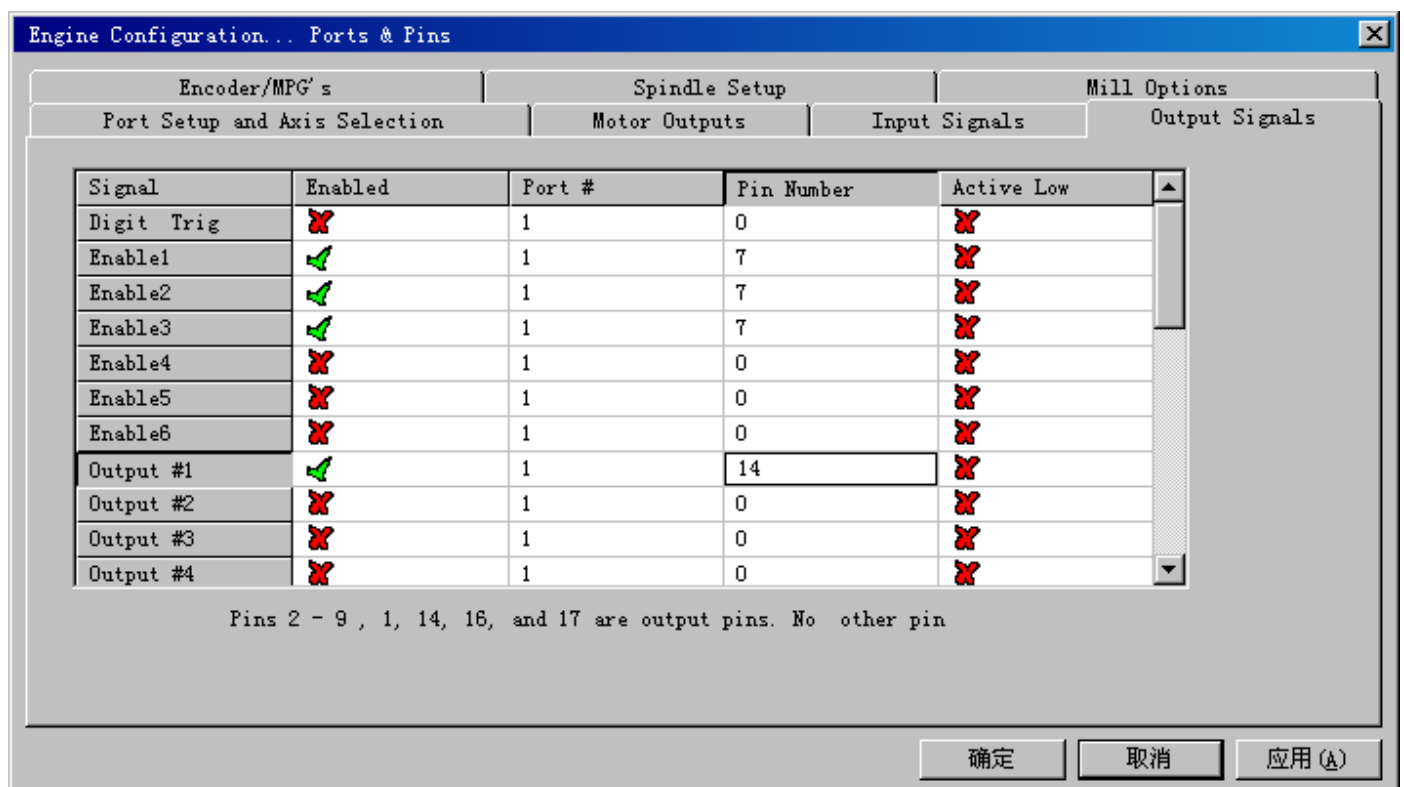 Engine Configuration... Ports & Pins
Encoder/MPG's Spindle Setup Mill Options
Port Setup and Axis Selection Motor Outputs Input Signals Output Signals
Signal Enabled Port # Pin Number Active Low
Digit Trig 1 0
Enable1 1 7
Enable2 1 7
Enable3 1 7
Enable4 1 0
Enable5 1 0
Enable6 1 0
Output #1 1 14
Output #2 1 0
Output #3 1 0
Output #4 1 0
Pins 2 - 9 , 1, 14, 16, and 17 are output pins. No other pin
确定 取消 应用(A)